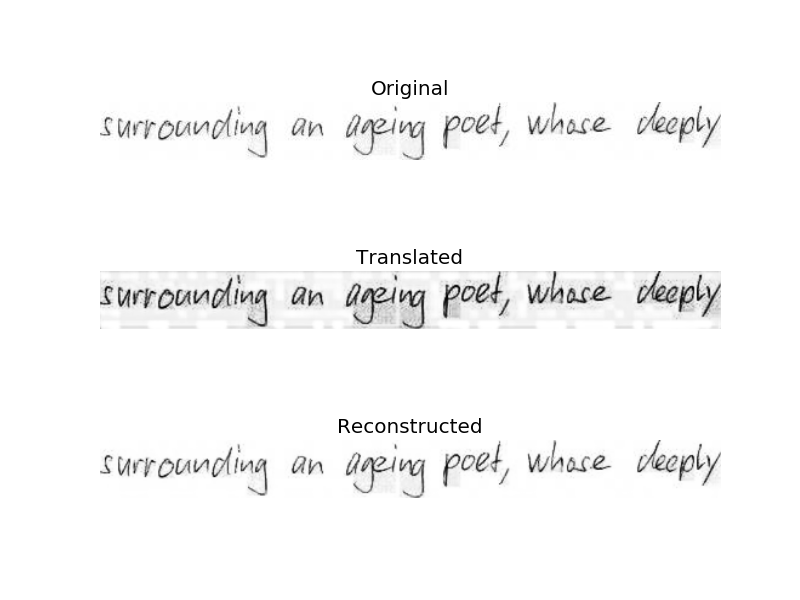 Original
surrounding an ageing poet, whose deeply
Translated
surrounding an ageing poet, whose deeply
Reconstructed
surrounding an ageing poet, whose deeply